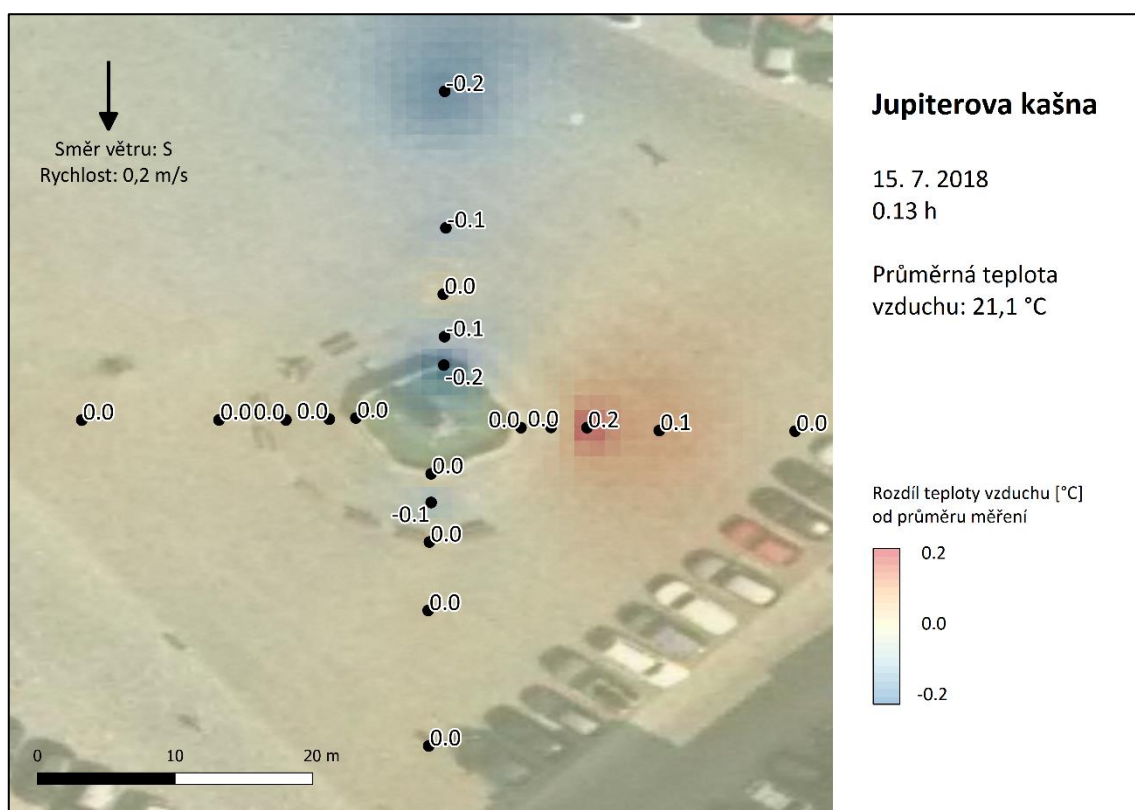 -0.2
Směr větru: S
Rychlost: 0,2 m/s
-0.1
0.0
-0.1
-0.2
0.0
0.0
0.0
0.0
0.0
0.0
0.0
0.2
0.1
0.0
0.0
-0.1
0.0
0.0
0.0
0 10 20 m
Jupiterova kašna
15. 7. 2018
0.13 h
Průměrná teplota
vzduchu: 21,1 °C
Rozdíl teploty vzduchu [°C]
od průměru měření
0.2
0.0
-0.2